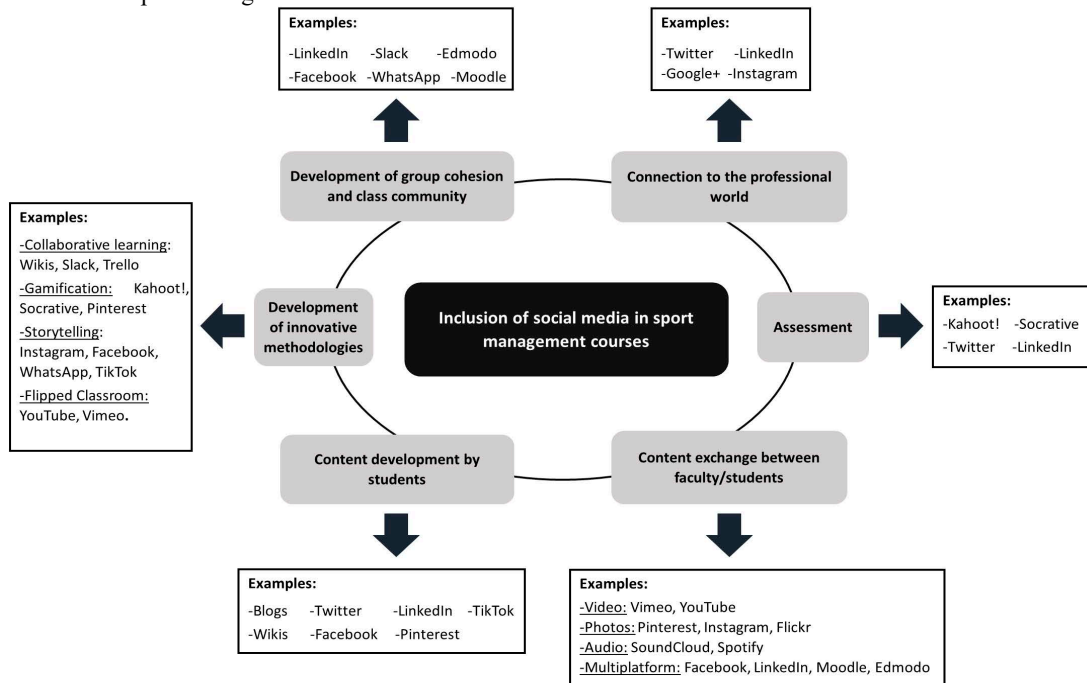 Examples:
-LinkedIn -Slack -Edmodo
-Facebook -WhatsApp -Moodle
Examples:
-Twitter -LinkedIn
-Google+ -Instagram
Development of group cohesion
and class community
Connection to the professional
world
Examples:
-Collaborative learning:
Wikis, Slack, Trello
-Gamification: Kahoot!,
Socrative, Pinterest
-Storytelling:
Instagram, Facebook,
WhatsApp, TikTok
-Flipped Classroom:
YouTube, Vimeo.
Development
of innovative
methodologies
Inclusion of social media in sport
management courses
Assessment
Examples:
-Kahoot! -Socrative
-Twitter -LinkedIn
Content development by
students
Content exchange between
faculty/students
Examples:
-Blogs -Twitter -LinkedIn -TikTok
-Wikis -Facebook -Pinterest
Examples:
-Video: Vimeo, YouTube
-Photos: Pinterest, Instagram, Flickr
-Audio: SoundCloud, Spotify
-Multiplatform: Facebook, LinkedIn, Moodle, Edmodo